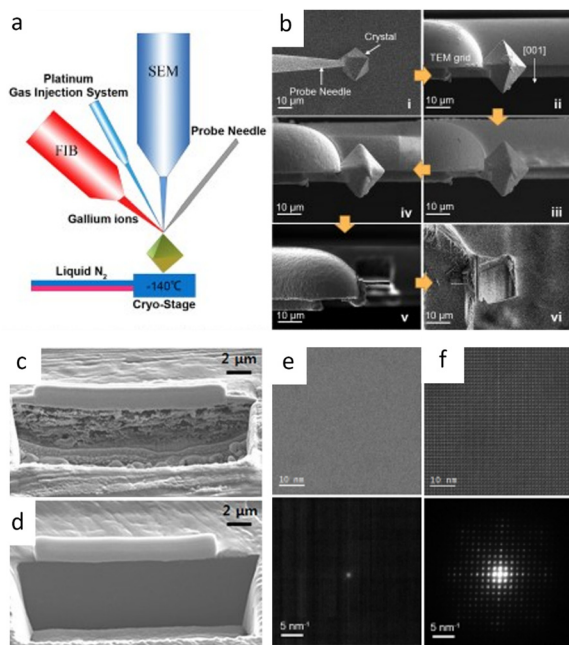 a
Platinum
Gas Injection System
SEM
Probe Needle
FIB
Gallium ions
Liquid N2
-140℃
Cryo-Stage
b
Crystal
Probe Needle
10 μm
i
TEM grid
[001]
10 μm
ii
10 μm
iv
10 μm
iii
10 μm
v
10 μm
vi
c
2 μm
d
2 μm
e
10 nm
5 nm-1
f
10 nm
5 nm-1